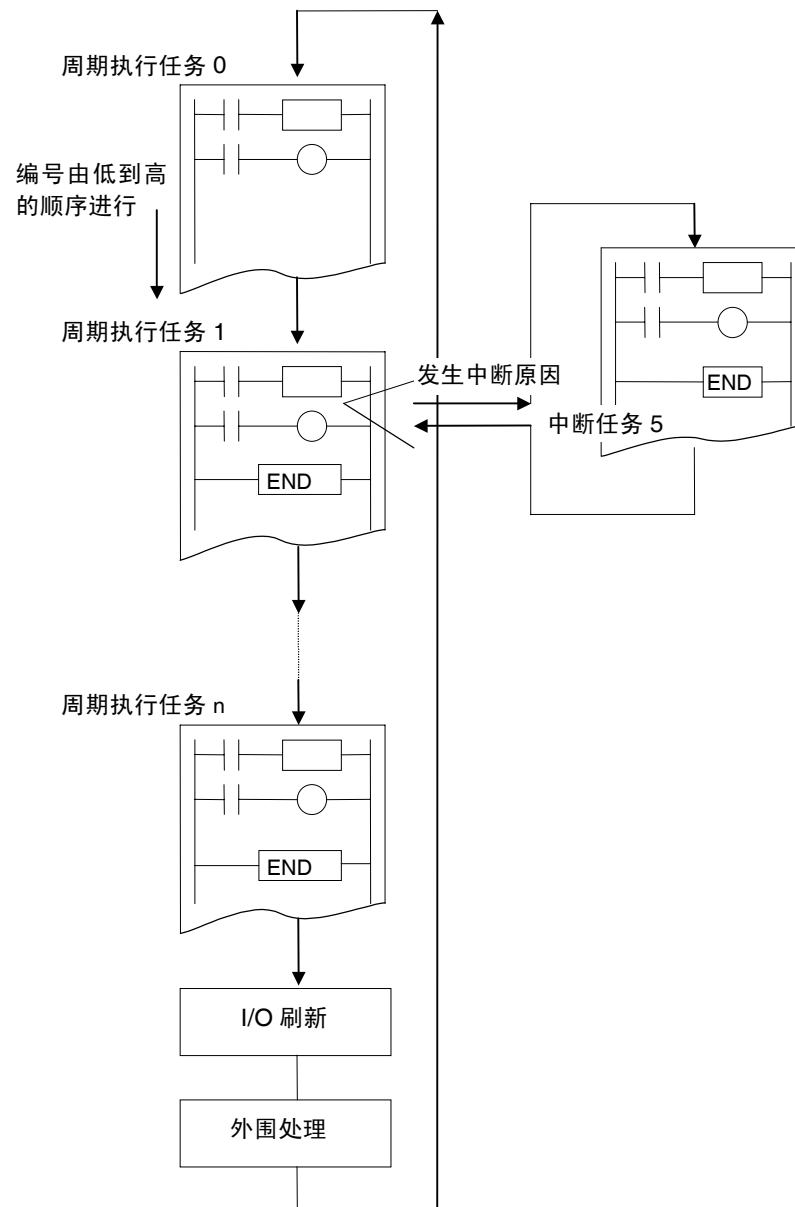 周期执行任务 0
编号由低到高
的顺序进行
周期执行任务 1
发生中断原因
END
中断任务 5
END
周期执行任务 n
END
I/O 刷新
外围处理